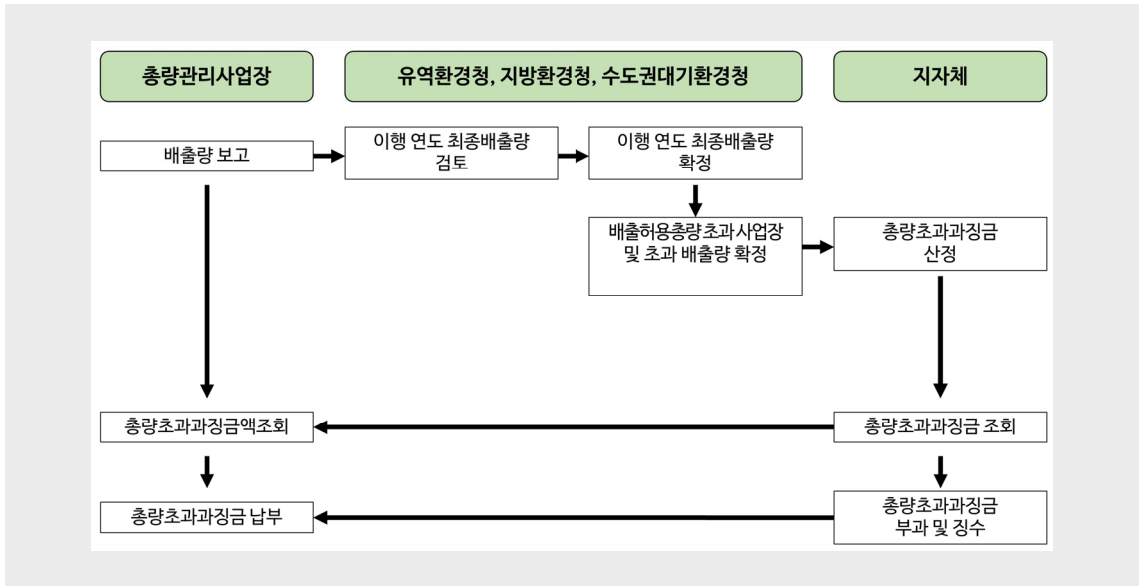 총량관리사업장
유역환경청, 지방환경청, 수도권대기환경청
지자체
배출량 보고
이행 연도 최종배출량
검토
이행 연도 최종배출량
확정
배출허용총량 초과 사업장
및 초과 배출량 확정
총량초과과징금
산정
총량초과과징금액조회
총량초과과징금 조회
총량초과과징금 납부
총량초과과징금
부과 및 징수